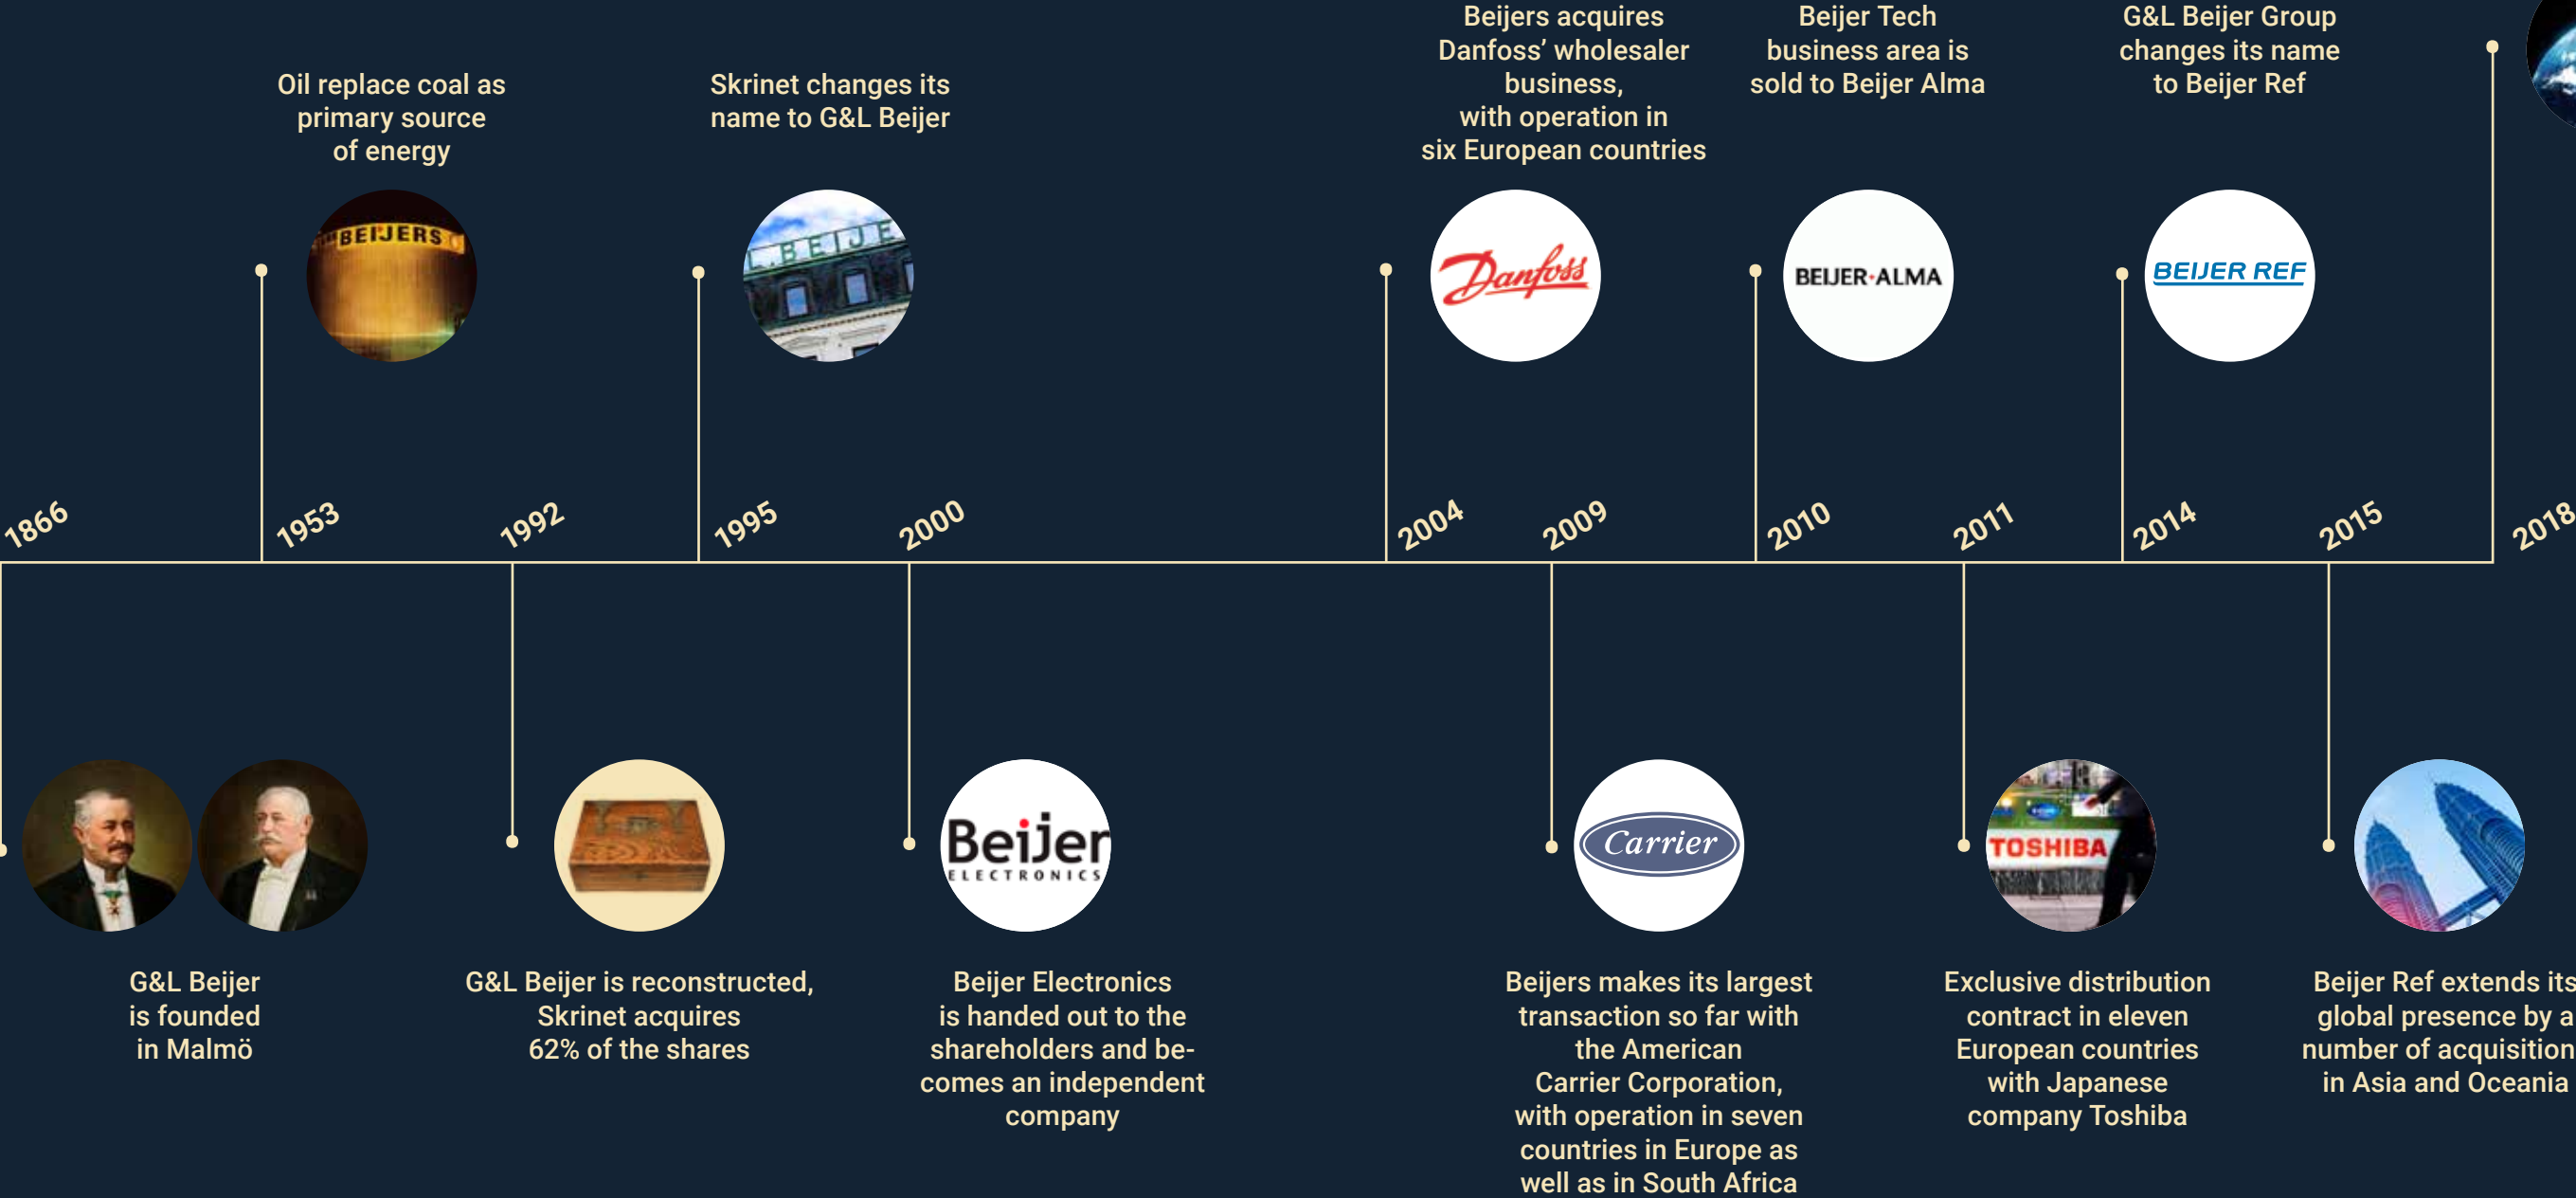 Oil replace coal as
primary source
of energy
Skrinet changes its
name to G&L Beijer
Beijers acquires
Danfoss’ wholesaler
business,
with operation in
six European countries
Beijer Tech
business area is
sold to Beijer Alma
G&L Beijer Group
changes its name
to Beijer Ref
BEIJERS
L.BEIJE
Danfoss
BEIJER ALMA
BEIJER REF
1866
1953
1992
1995
2000
2004
2009
2010
2011
2014
2015
2018
Beijer
ELECTRONICS
Carrier
TOSHIBA
G&L Beijer
is founded
in Malmö
G&L Beijer is reconstructed,
Skrinet acquires
62% of the shares
Beijer Electronics
is handed out to the
shareholders and be-
comes an independent
company
Beijers makes its largest
transaction so far with
the American
Carrier Corporation,
with operation in seven
countries in Europe as
well as in South Africa
Exclusive distribution
contract in eleven
European countries
with Japanese
company Toshiba
Beijer Ref extends its
global presence by a
number of acquisition
in Asia and Oceania